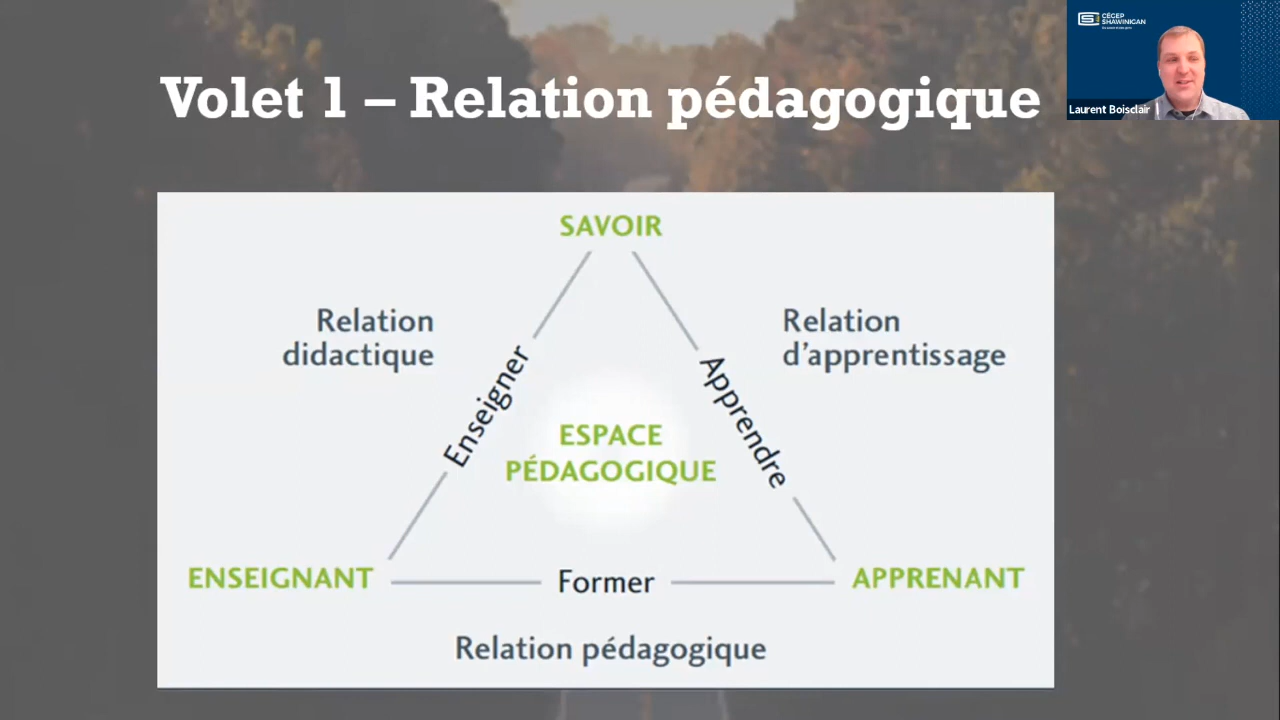 Volet 1 – Relation pédagogique
CÉGEP
SHAWINIGAN
Laurent Boisclair
SAVOIR
Relation
didactique
Relation
d'apprentissage
Enseigner
Apprendre
ESPACE
PÉDAGOGIQUE
ENSEIGNANT
Former
APPRENANT
Relation pédagogique